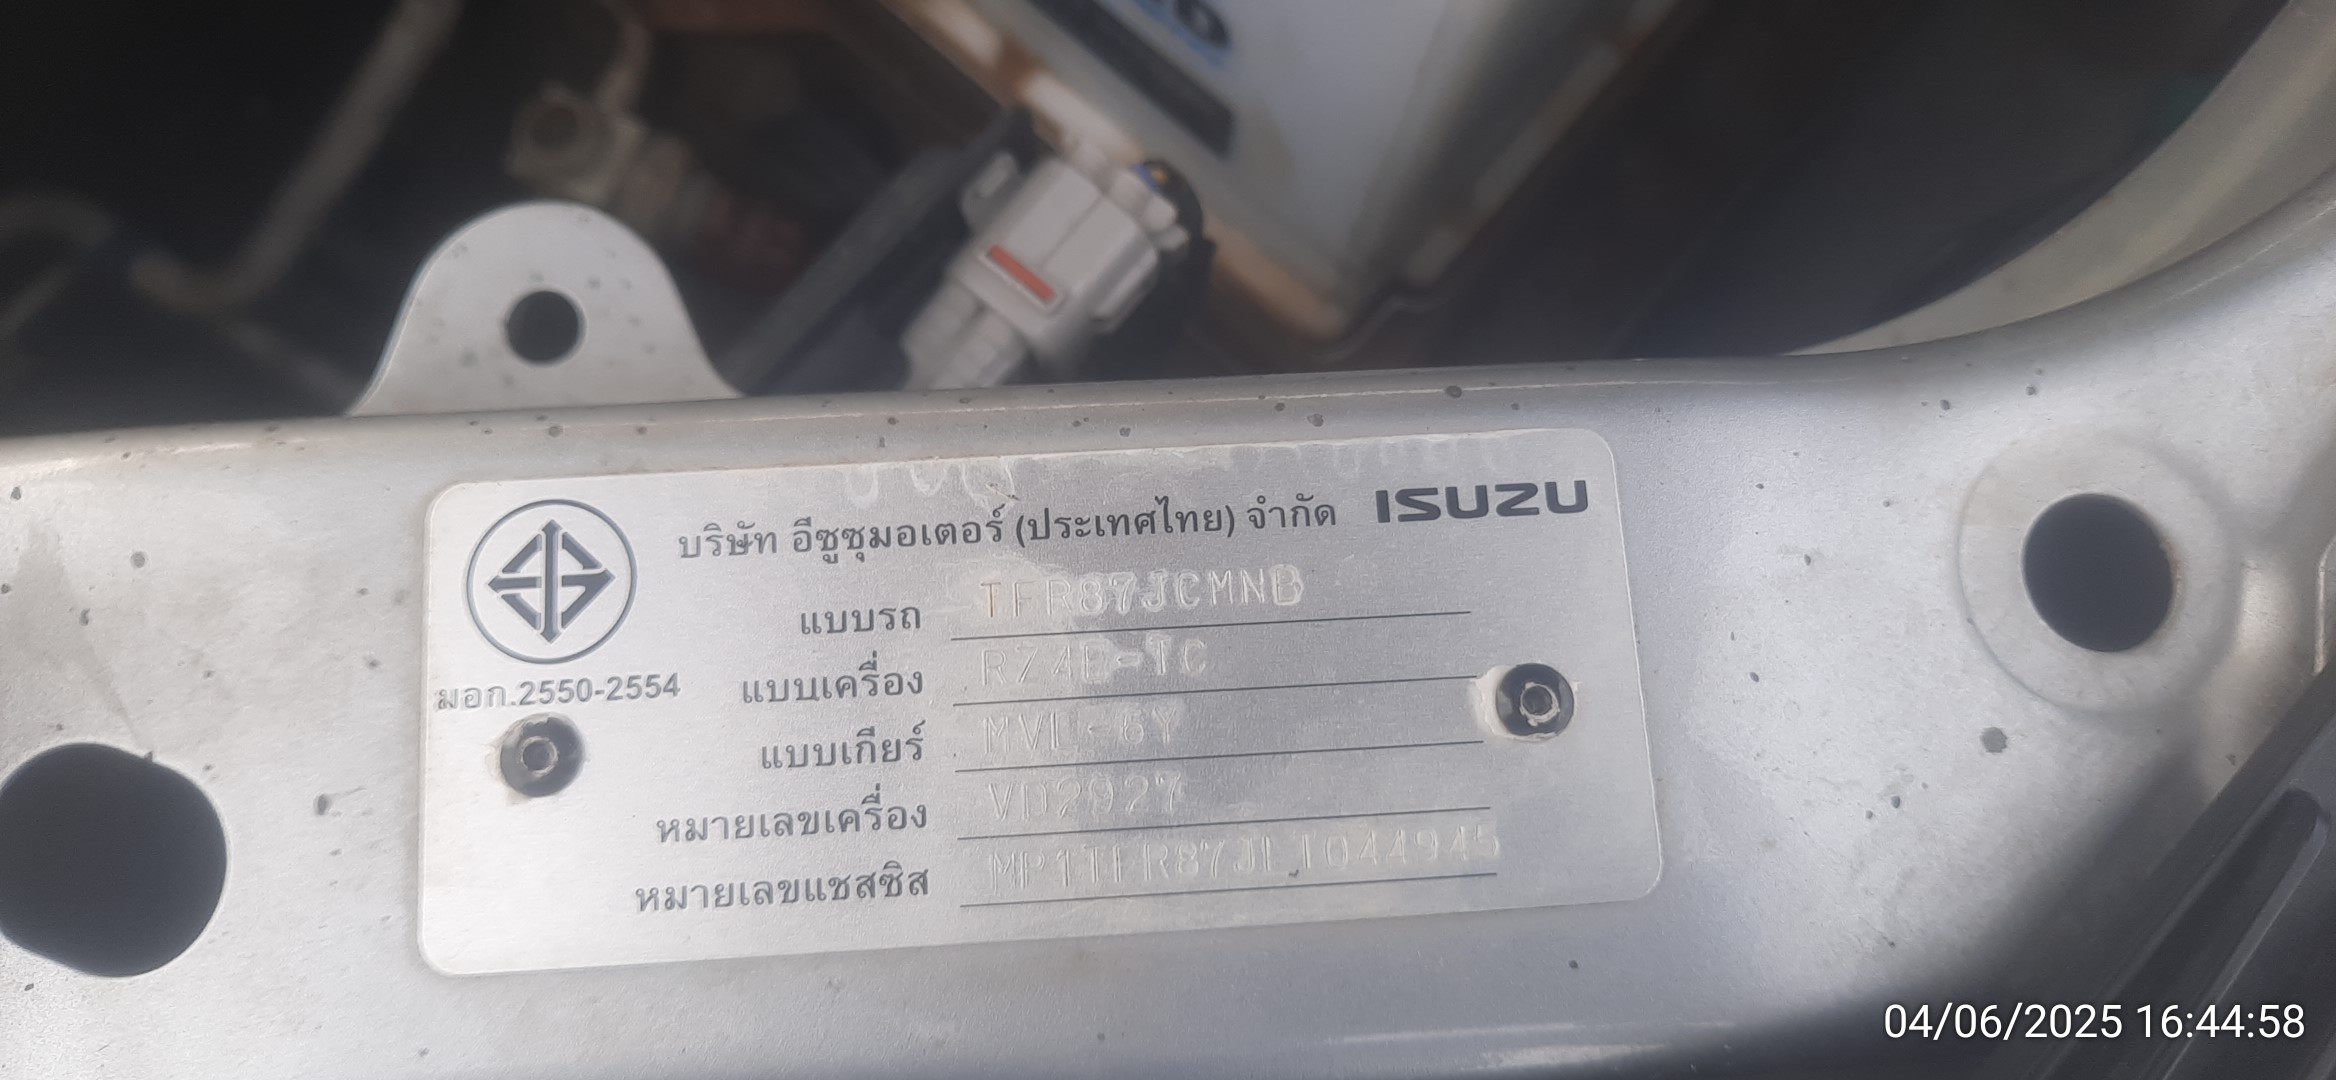 บริษัท อีซูซุมอเตอร์ (ประเทศไทย) จำกัด ISUZU
แบบรถ TFR87JCMNB
มอก.2550-2554
แบบเครื่อง RZ4E-TC
แบบเกียร์ MVL-6Y
หมายเลขเครื่อง VD2927
หมายเลขแชสซิส
04/06/2025 16:44:58